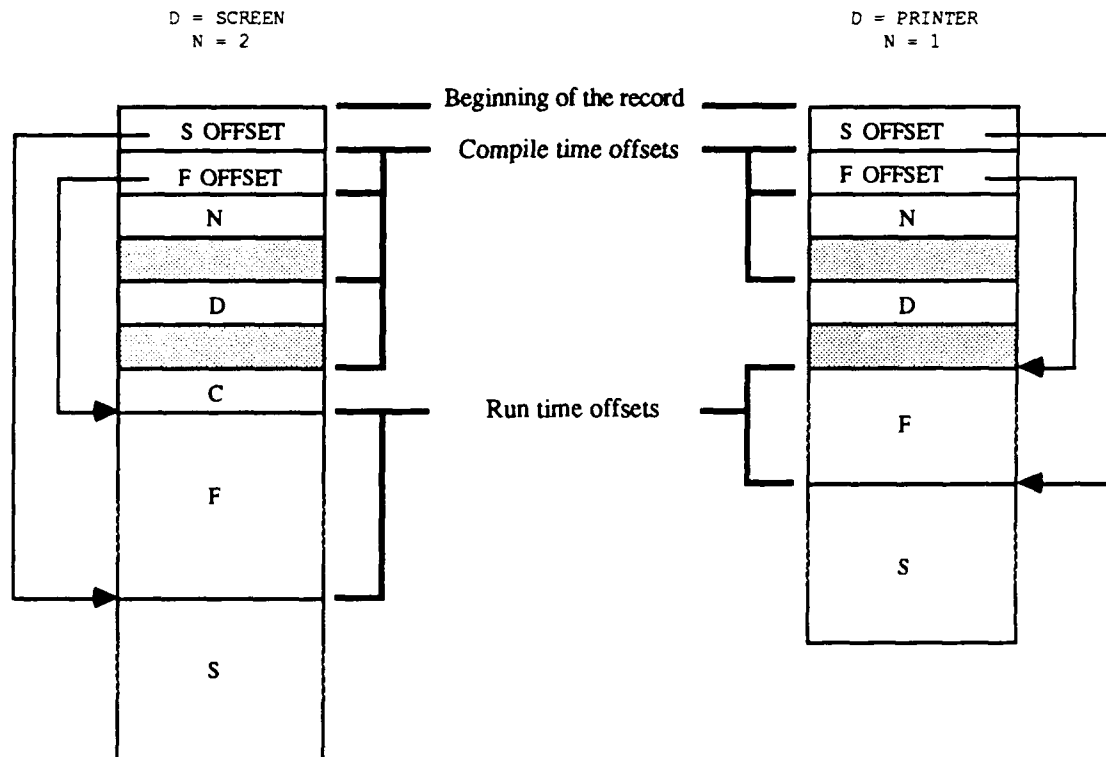 D = SCREEN
N = 2
D = PRINTER
N = 1
Beginning of the record
S OFFSET
Compile time offsets
S OFFSET
F OFFSET
F OFFSET
N
N
D
D
C
Run time offsets
F
F
S
S